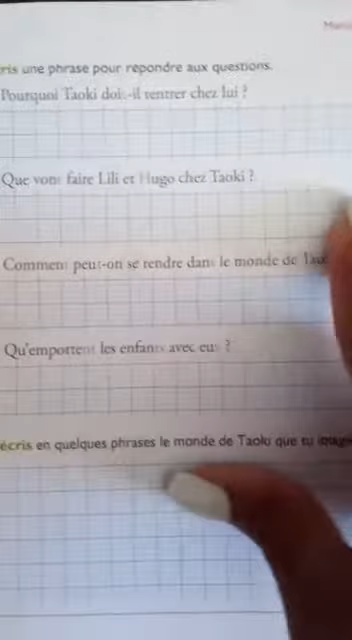 ris une phrase pour répondre aux questions.
Pourquoi Taoki doit-il rentrer chez lui ?
Que vont faire Lili et Hugo chez Taoki ?
Comment peut-on se rendre dans le monde de
Qu'emportent les enfants avec eux ?
écris en quelques phrases le monde de Taoki que tu